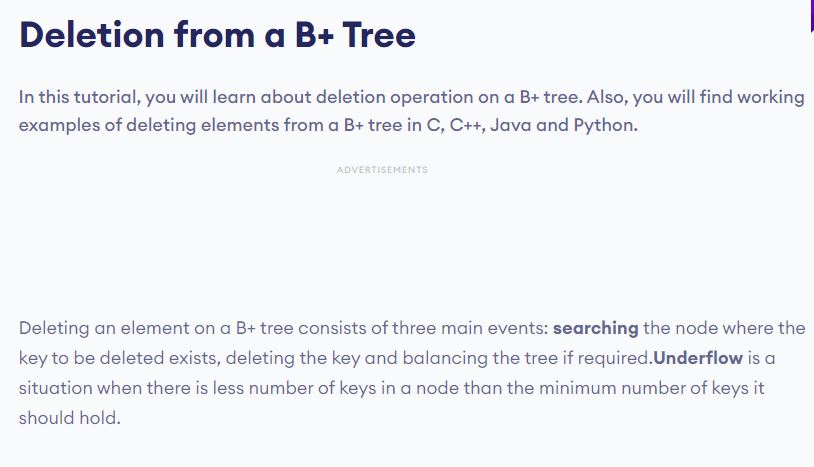 Deletion from a B+ Tree
In this tutorial, you will learn about deletion operation on a B+ tree. Also, you will find working
examples of deleting elements from a B+ tree in C, C++, Java and Python.
ADVERTISEMENTS
Deleting an element on a B+ tree consists of three main events: searching the node where the
key to be deleted exists, deleting the key and balancing the tree if required.Underflow is a
situation when there is less number of keys in a node than the minimum number of keys it
should hold.